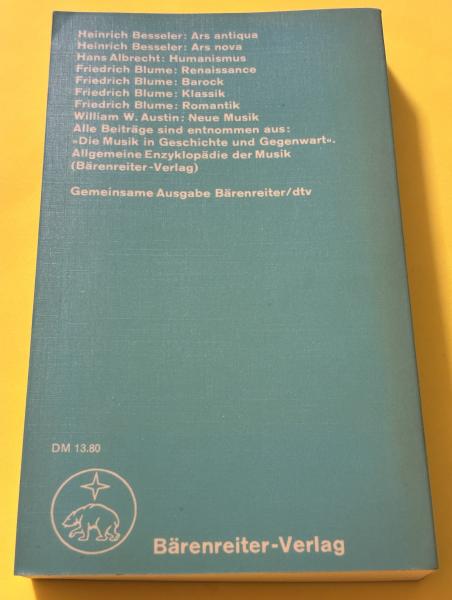 Heinrich Besseler: Ars antiqua
Heinrich Besseler: Ars nova
Hans Albrecht: Humanismus
Friedrich Blume: Renaissance
Friedrich Blume: Barock
Friedrich Blume: Klassik
Friedrich Blume: Romantik
William W. Austin: Neue Musik
Alle Beiträge sind entnommen aus:
»Die Musik in Geschichte und Gegenwart«.
Allgemeine Enzyklopädie der Musik
(Bärenreiter-Verlag)
Gemeinsame Ausgabe Bärenreiter/dtv
DM 13.80
Bärenreiter-Verlag